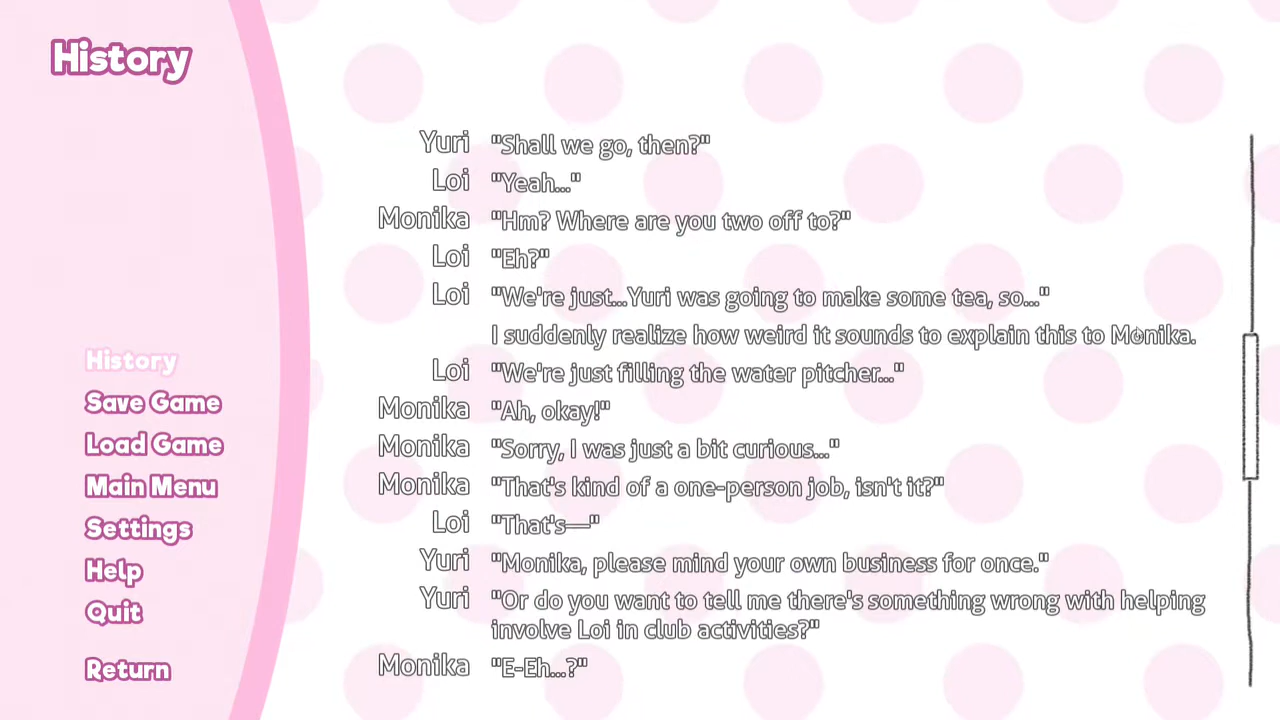 History
Yuri "Shall we go, then?"
Loi "Yeah..."
Monika "Hm? Where are you two off to?"
Loi "Eh?"
Loi "We're just...Yuri was going to make some tea, so..."
I suddenly realize how weird it sounds to explain this to Monika.
Loi "We're just filling the water pitcher..."
Monika "Ah, okay!"
Monika "Sorry, I was just a bit curious..."
Monika "That's kind of a one-person job, isn't it?"
Loi "That's—"
Yuri "Monika, please mind your own business for once."
Yuri "Or do you want to tell me there's something wrong with helping
involve Loi in club activities?"
Monika "E-Eh...?"
History
Save Game
Load Game
Main Menu
Settings
Help
Quit
Return